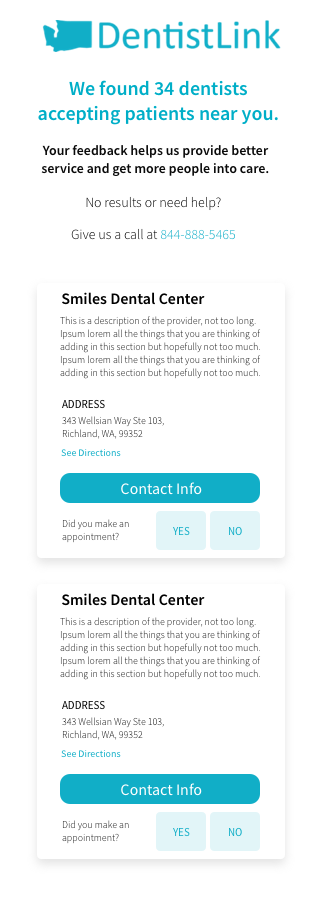 DentistLink
We found 34 dentists
accepting patients near you.
Your feedback helps us provide better
service and get more people into care.
No results or need help?
Give us a call at 844-888-5465
Smiles Dental Center
This is a description of the provider, not too long.
Ipsum lorem all the things that you are thinking of
adding in this section but hopefully not too much.
Ipsum lorem all the things that you are thinking of
adding in this section but hopefully not too much.
ADDRESS
343 Wellsian Way Ste 103,
Richland, WA, 99352
See Directions
Contact Info
Did you make an
appointment?
YES
NO
Smiles Dental Center
This is a description of the provider, not too long.
Ipsum lorem all the things that you are thinking of
adding in this section but hopefully not too much.
Ipsum lorem all the things that you are thinking of
adding in this section but hopefully not too much.
ADDRESS
343 Wellsian Way Ste 103,
Richland, WA, 99352
See Directions
Contact Info
Did you make an
appointment?
YES
NO